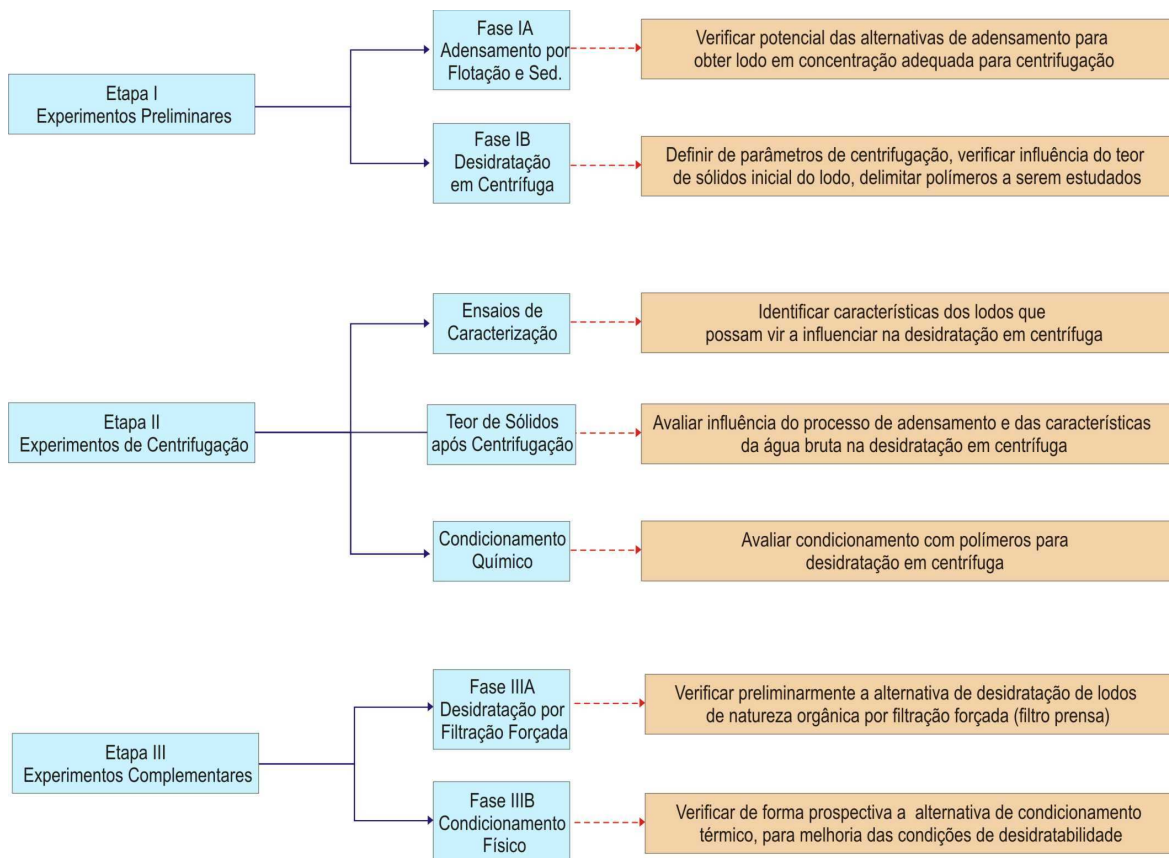 Etapa I
Experimentos Preliminares
Fase IA
Adensamento por
Flotação e Sed.
Verificar potencial das alternativas de adensamento para
obter lodo em concentração adequada para centrifugação
Fase IB
Desidratação
em Centrífuga
Definir de parâmetros de centrifugação, verificar influência do teor
de sólidos inicial do lodo, delimitar polímeros a serem estudados
Etapa II
Experimentos de Centrifugação
Ensaios de
Caracterização
Identificar características dos lodos que
possam vir a influenciar na desidratação em centrífuga
Teor de Sólidos
após Centrifugação
Avaliar influência do processo de adensamento e das características
da água bruta na desidratação em centrífuga
Condicionamento
Químico
Avaliar condicionamento com polímeros para
desidratação em centrífuga
Etapa III
Experimentos Complementares
Fase IIIA
Desidratação por
Filtração Forçada
Verificar preliminarmente a alternativa de desidratação de lodos
de natureza orgânica por filtração forçada (filtro prensa)
Fase IIIB
Condicionamento
Físico
Verificar de forma prospectiva a alternativa de condicionamento
térmico, para melhoria das condições de desidratabilidade